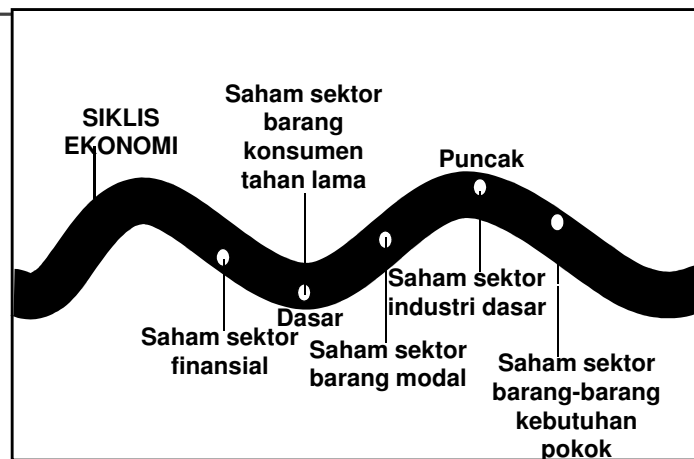 SIKLIS
EKONOMI
Saham sektor
barang
konsumen
tahan lama
Puncak
Dasar
Saham sektor
finansial
Saham sektor
barang modal
Saham sektor
industri dasar
Saham sektor
barang-barang
kebutuhan
pokok